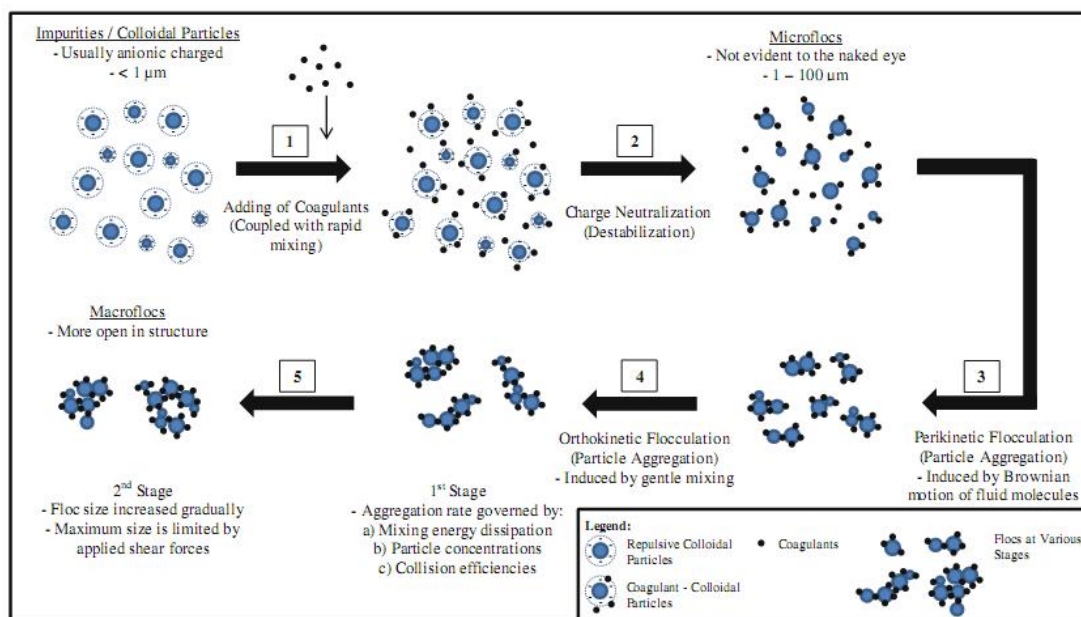 Impurities / Colloidal Particles
- Usually anionic charged
- < 1 µm
1
Adding of Coagulants
(Coupled with rapid
mixing)
2
Charge Neutralization
(Destabilization)
Microflocs
- Not evident to the naked eye
- 1 – 100 µm
3
Perikinetic Flocculation
(Particle Aggregation)
- Induced by Brownian
motion of fluid molecules
4
Orthokinetic Flocculation
(Particle Aggregation)
- Induced by gentle mixing
1st Stage
- Aggregation rate governed by:
a) Mixing energy dissipation
b) Particle concentrations
c) Collision efficiencies
5
Macroflocs
- More open in structure
2nd Stage
- Floc size increased gradually
- Maximum size is limited by
applied shear forces
Legend:
Repulsive Colloidal
Particles
Coagulant - Colloidal
Particles
Coagulants
Flocs at Various
Stages